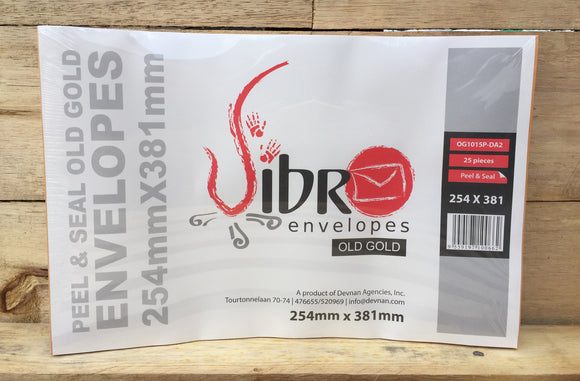 PEEL & SEAL OLD GOLD
ENVELOPES
254mmX381mm
Jibro
envelopes
OLD GOLD
A product of Devnan Agencies, Inc.
Tourtonnelaan 70-74 | 476655/520969 | info@devnan.com
254mm x 381mm
OG1015P-DA2
25 pieces
Peel & Seal
254 X 381